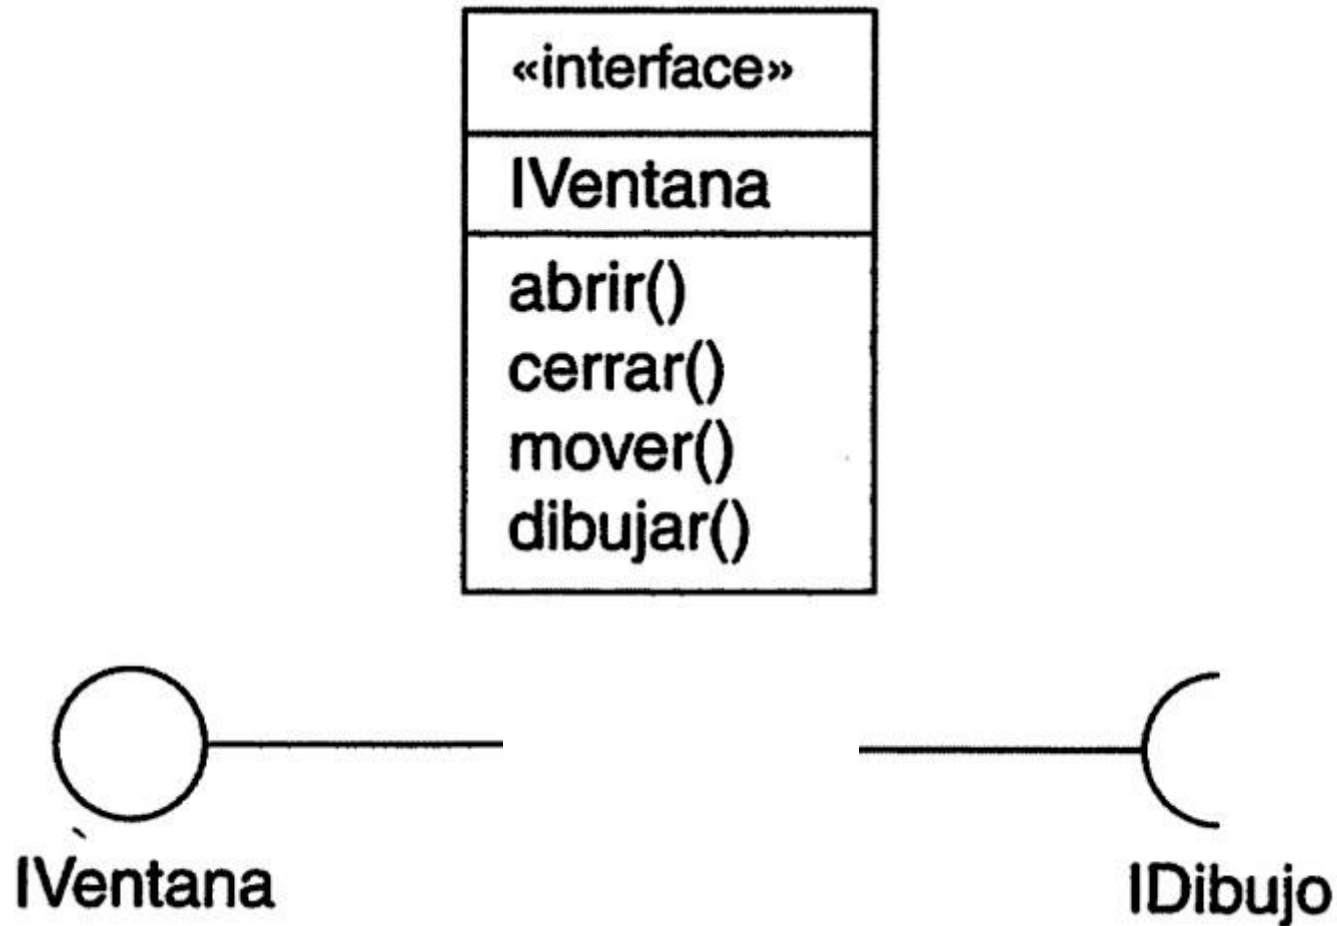 «interface»
IVentana
abrir()
cerrar()
mover()
dibujar()
IVentana
IDibujo